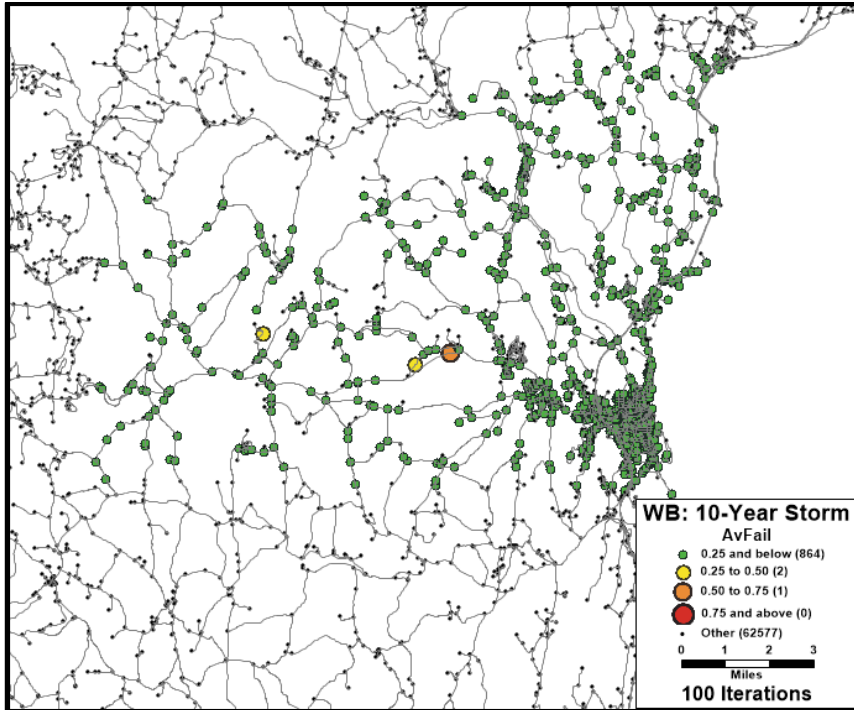 WB: 10-Year Storm
AvFail
0.25 and below (864)
0.25 to 0.50 (2)
0.50 to 0.75 (1)
0.75 and above (0)
Other (62577)
0 1 2 3
Miles
100 Iterations